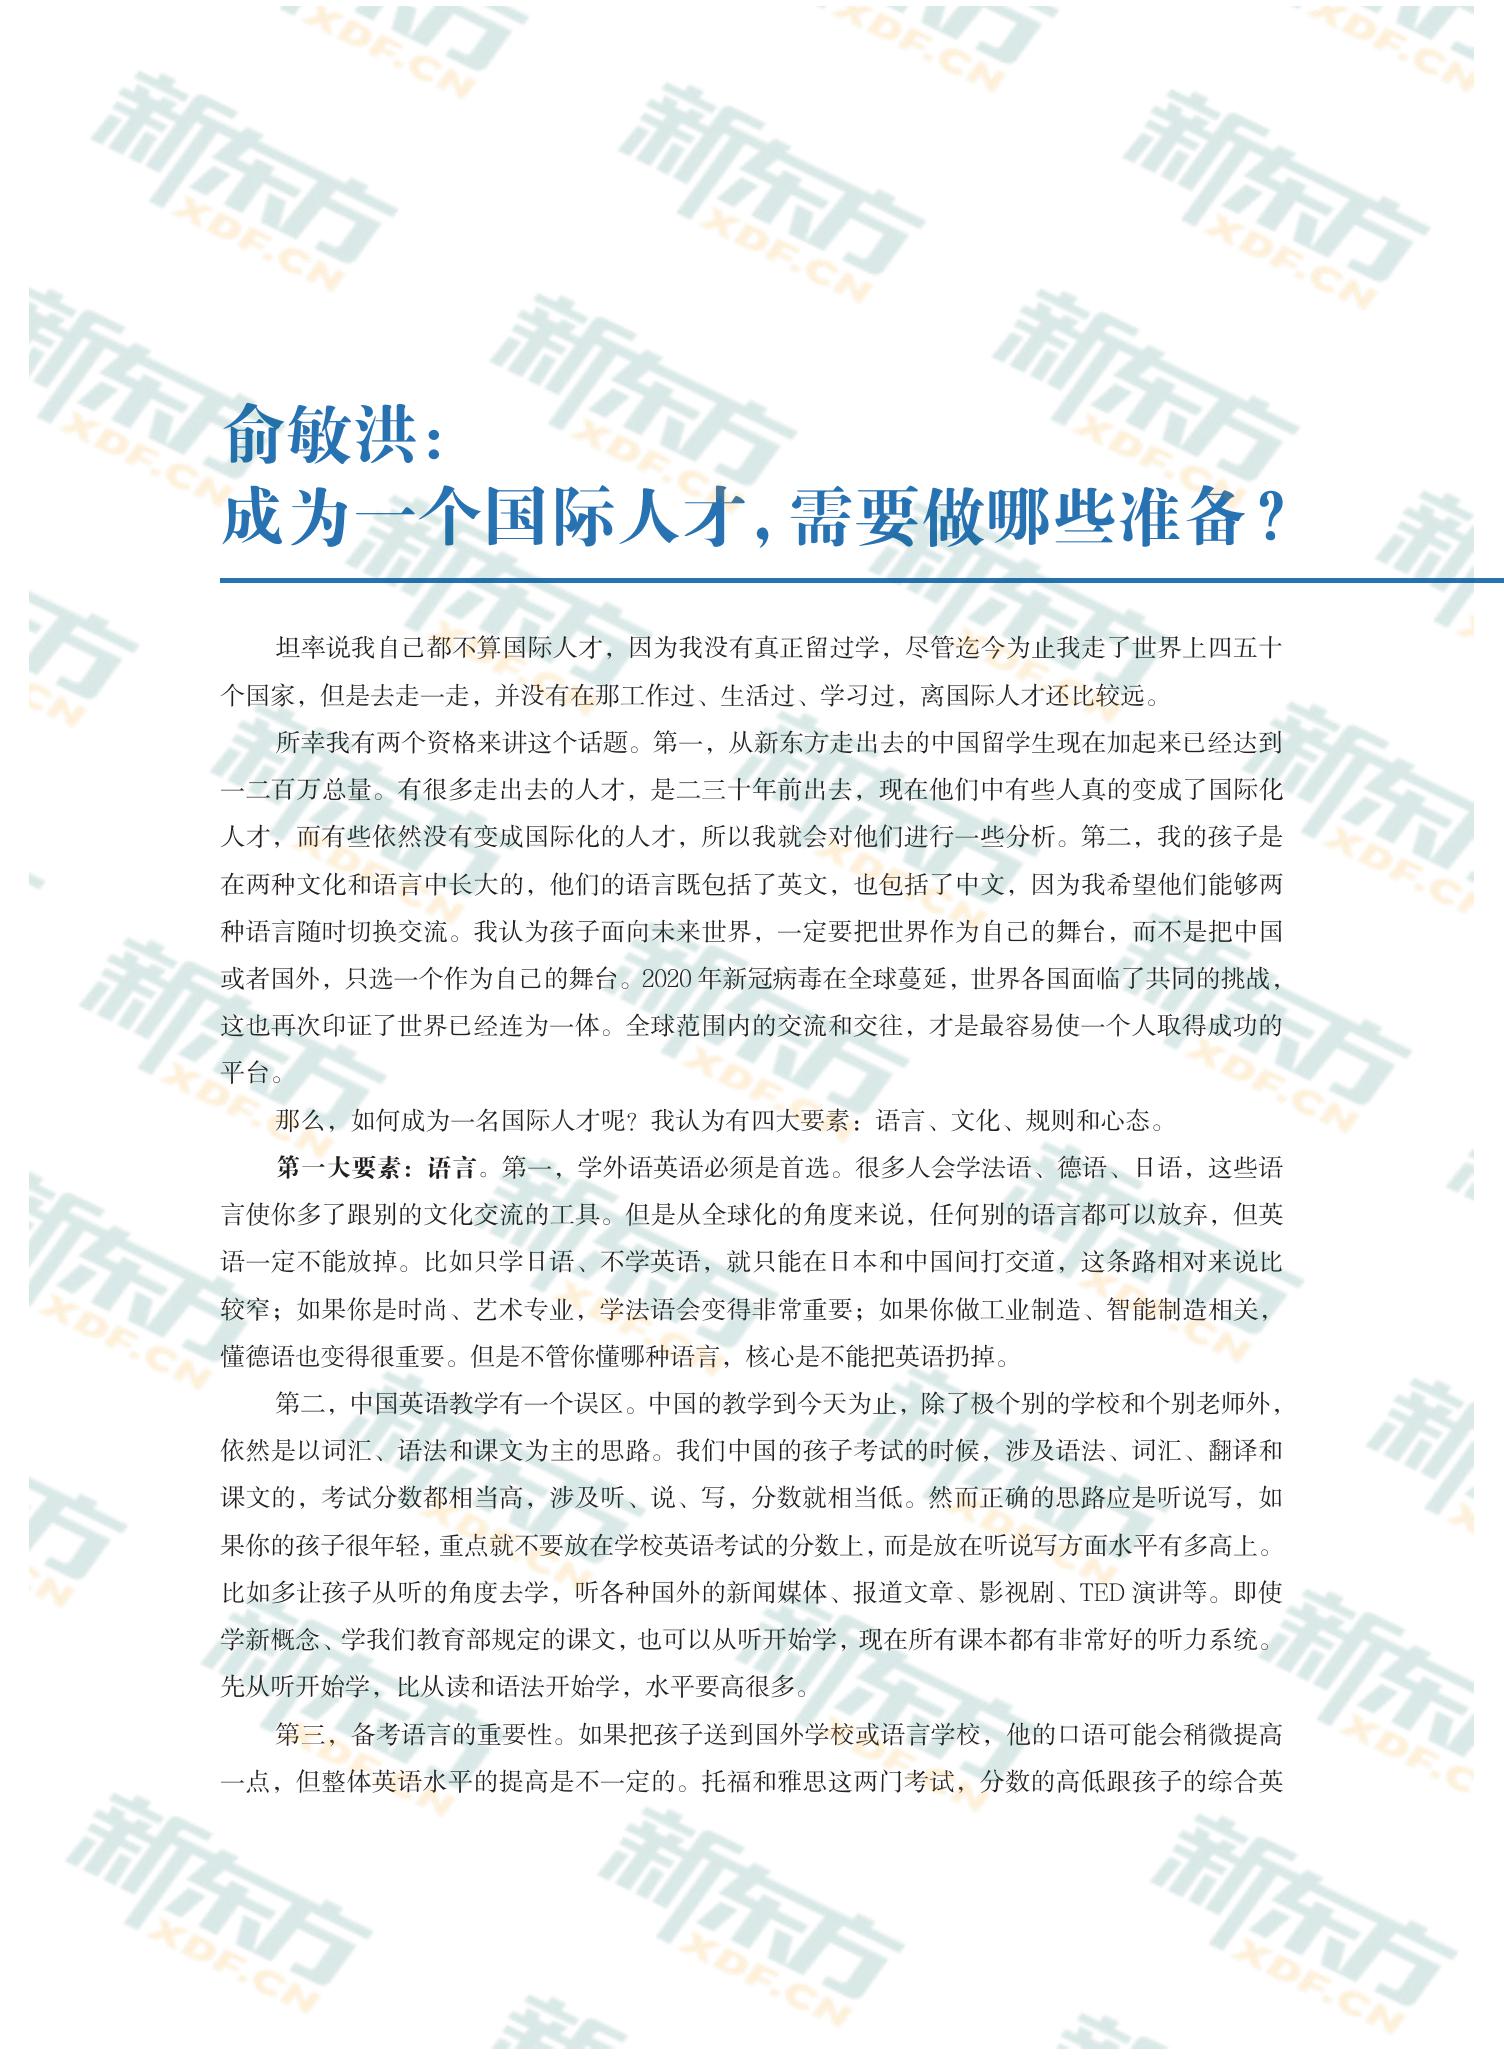 俞敏洪：
成为一个国际人才，需要做哪些准备？
坦率说我自己都不算国际人才，因为我没有真正留过学，尽管迄今为止我走了世界上四五十
个国家，但是去走一走，并没有在那工作过、生活过、学习过，离国际人才还比较远。
所幸我有两个资格来讲这个话题。第一，从新东方走出去的中国留学生现在加起来已经达到
一二百万总量。有很多走出去的人才，是二三十年前出去，现在他们中有些人真的变成了国际化
人才，而有些依然没有变成国际化的人才，所以我就会对他们进行一些分析。第二，我的孩子是
在两种文化和语言中长大的，他们的语言既包括了英文，也包括了中文，因为我希望他们能够两
种语言随时切换交流。我认为孩子面向未来世界，一定要把世界作为自己的舞台，而不是把中国
或者国外，只选一个作为自己的舞台。2020 年新冠病毒在全球蔓延，世界各国面临了共同的挑战，
这也再次印证了世界已经连为一体。全球范围内的交流和交往，才是最容易使一个人取得成功的
平台。
那么，如何成为一名国际人才呢？我认为有四大要素：语言、文化、规则和心态。
第一大要素：语言。第一，学外语英语必须是首选。很多人会学法语、德语、日语，这些语
言使你多了跟别的文化交流的工具。但是从全球化的角度来说，任何别的语言都可以放弃，但英
语一定不能放掉。比如只学日语、不学英语，就只能在日本和中国间打交道，这条路相对来说比
较窄；如果你是时尚、艺术专业，学法语会变得非常重要；如果你做工业制造、智能制造相关，
懂德语也变得很重要。但是不管你懂哪种语言，核心是不能把英语扔掉。
第二，中国英语教学有一个误区。中国的教学到今天为止，除了极个别的学校和个别老师外，
依然是以词汇、语法和课文为主的思路。我们中国的孩子考试的时候，涉及语法、词汇、翻译和
课文的，考试分数都相当高，涉及听、说、写，分数就相当低。然而正确的思路应是听说写，如
果你的孩子很年轻，重点就不要放在学校英语考试的分数上，而是放在听说写方面水平有多高上。
比如多让孩子从听的角度去学，听各种国外的新闻媒体、报道文章、影视剧、TED 演讲等。即使
学新概念、学我们教育部规定的课文，也可以从听开始学，现在所有课本都有非常好的听力系统。
先从听开始学，比从读和语法开始学，水平要高很多。
第三，备考语言的重要性。如果把孩子送到国外学校或语言学校，他的口语可能会稍微提高
一点，但整体英语水平的提高是不一定的。托福和雅思这两门考试，分数的高低跟孩子的综合英